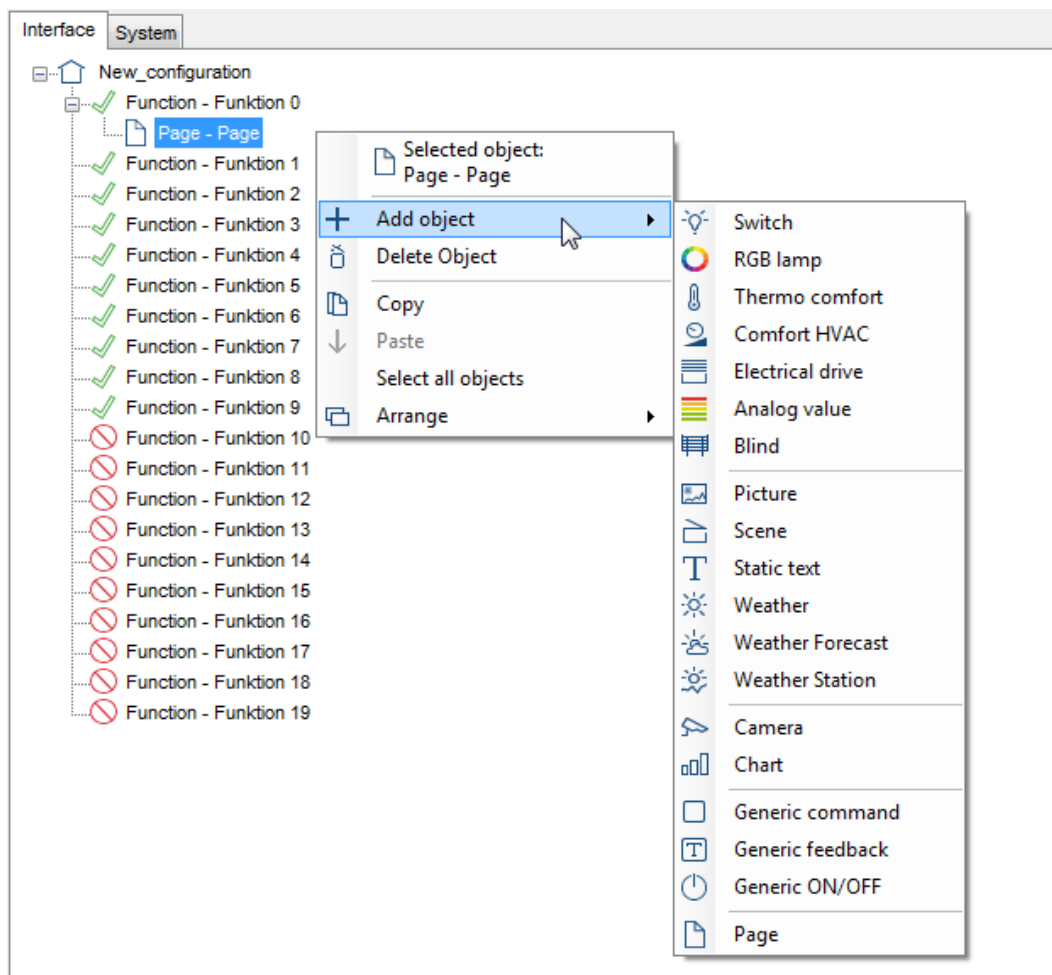 Interface System
New_configuration
Function - Funktion 0
Page - Page
Function - Funktion 1
Function - Funktion 2
Function - Funktion 3
Function - Funktion 4
Function - Funktion 5
Function - Funktion 6
Function - Funktion 7
Function - Funktion 8
Function - Funktion 9
Function - Funktion 10
Function - Funktion 11
Function - Funktion 12
Function - Funktion 13
Function - Funktion 14
Function - Funktion 15
Function - Funktion 16
Function - Funktion 17
Function - Funktion 18
Function - Funktion 19
Selected object:
Page - Page
Add object
Delete Object
Copy
Paste
Select all objects
Arrange
Switch
RGB lamp
Thermo comfort
Comfort HVAC
Electrical drive
Analog value
Blind
Picture
Scene
T Static text
Weather
Weather Forecast
Weather Station
Camera
Chart
Generic command
T Generic feedback
Generic ON/OFF
Page